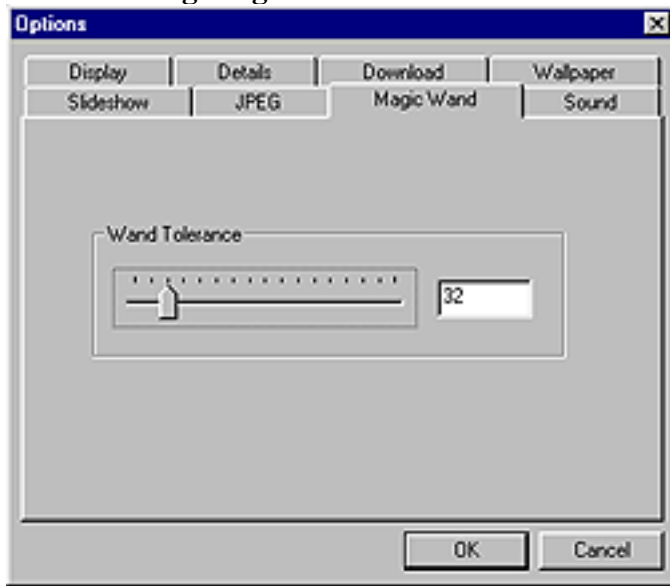 Options
Display Details Download Wallpaper
Slideshow JPEG Magic Wand Sound
Wand Tolerance
32
OK Cancel